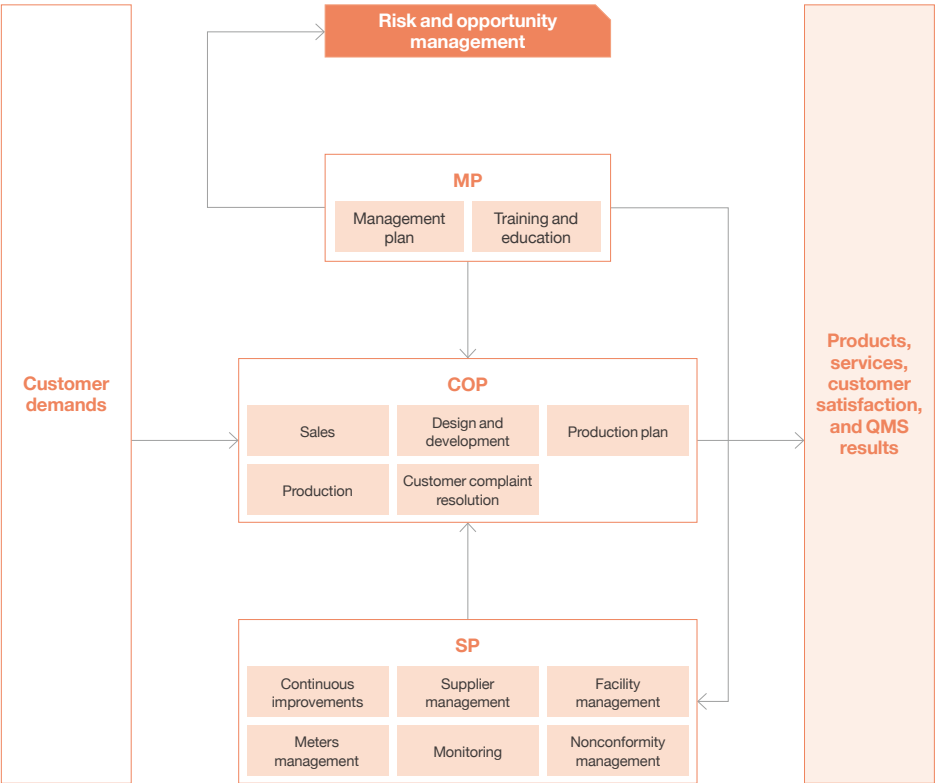 Risk and opportunity
management
MP
Management
plan
Training and
education
Customer
demands
COP
Sales
Design and
development
Production plan
Production
Customer complaint
resolution
Products,
services,
customer
satisfaction,
and QMS
results
SP
Continuous
improvements
Supplier
management
Facility
management
Meters
management
Monitoring
Nonconformity
management